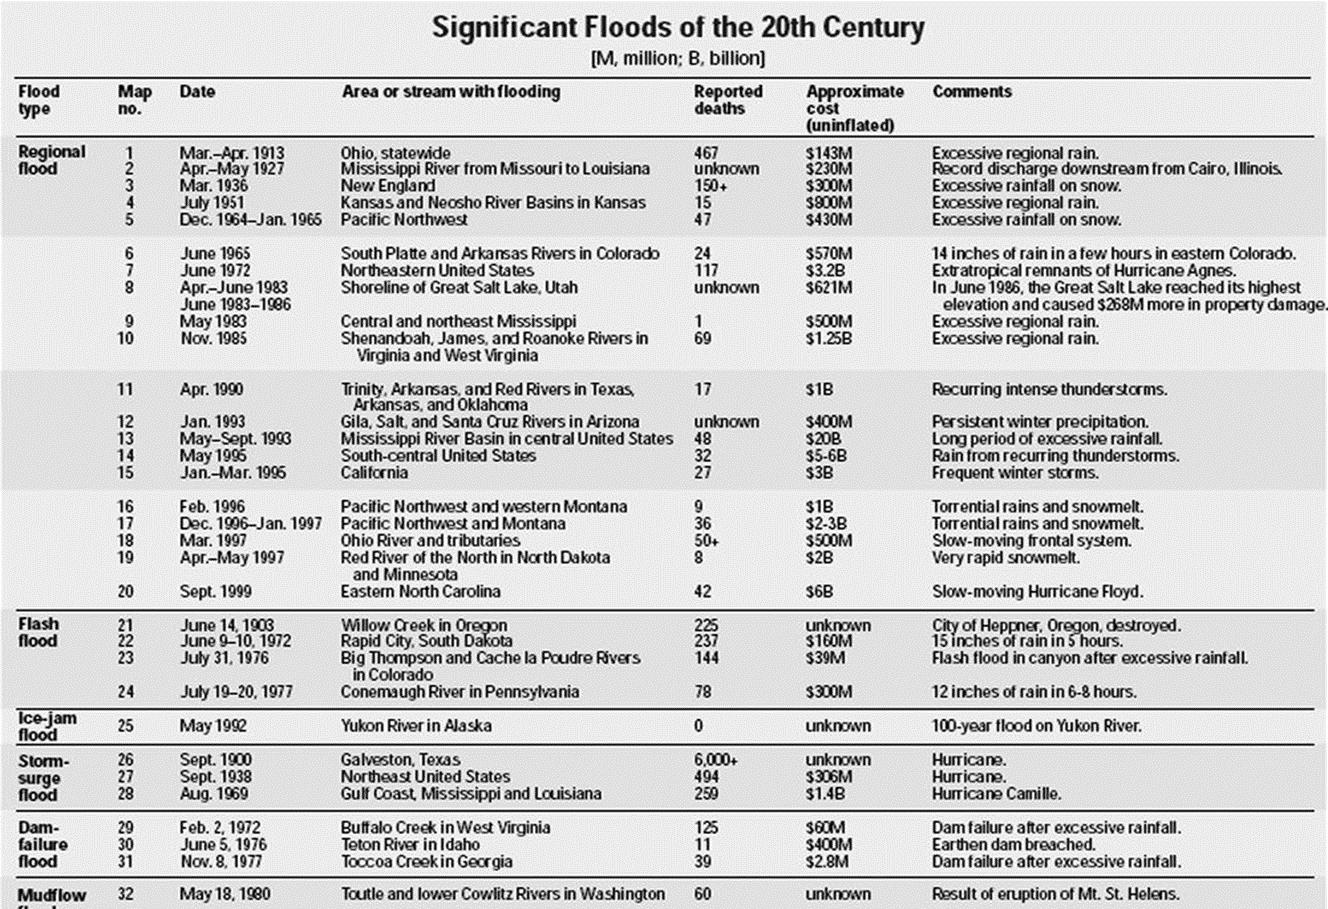 Significant Floods of the 20th Century
[M, million; B, billion]
Flood type Map no. Date Area or stream with flooding Reported deaths Approximate cost (uninflated) Comments
Regional flood 1 Mar.–Apr. 1913 Ohio, statewide 467 $143M Excessive regional rain.
2 Apr.–May 1927 Mississippi River from Missouri to Louisiana unknown $230M Record discharge downstream from Cairo, Illinois.
3 Mar. 1936 New England 150+ $300M Excessive rainfall on snow.
4 July 1951 Kansas and Neosho River Basins in Kansas 15 $800M Excessive regional rain.
5 Dec. 1964–Jan. 1965 Pacific Northwest 47 $430M Excessive rainfall on snow.
6 June 1965 South Platte and Arkansas Rivers in Colorado 24 $570M 14 inches of rain in a few hours in eastern Colorado.
7 June 1972 Northeastern United States 117 $3.2B Extratropical remnants of Hurricane Agnes.
8 Apr.–June 1983 Shoreline of Great Salt Lake, Utah unknown $621M In June 1986, the Great Salt Lake reached its highest
June 1983–1986 elevation and caused $268M more in property damage.
9 May 1983 Central and northeast Mississippi 1 $500M Excessive regional rain.
10 Nov. 1985 Shenandoah, James, and Roanoke Rivers in 69 $1.25B Excessive regional rain.
Virginia and West Virginia
11 Apr. 1990 Trinity, Arkansas, and Red Rivers in Texas, 17 $1B Recurring intense thunderstorms.
Arkansas, and Oklahoma
12 Jan. 1993 Gila, Salt, and Santa Cruz Rivers in Arizona unknown $400M Persistent winter precipitation.
13 May–Sept. 1993 Mississippi River Basin in central United States 48 $20B Long period of excessive rainfall.
14 May 1995 South-central United States 32 $5-6B Rain from recurring thunderstorms.
15 Jan.–Mar. 1995 California 27 $3B Frequent winter storms.
16 Feb. 1996 Pacific Northwest and western Montana 9 $1B Torrential rains and snowmelt.
17 Dec. 1996–Jan. 1997 Pacific Northwest and Montana 36 $2-3B Torrential rains and snowmelt.
18 Mar. 1997 Ohio River and tributaries 50+ $500M Slow-moving frontal system.
19 Apr.–May 1997 Red River of the North in North Dakota 8 $2B Very rapid snowmelt.
and Minnesota
20 Sept. 1999 Eastern North Carolina 42 $6B Slow-moving Hurricane Floyd.
Flash flood 21 June 14, 1903 Willow Creek in Oregon 225 unknown City of Heppner, Oregon, destroyed.
22 June 9–10, 1972 Rapid City, South Dakota 237 $160M 15 inches of rain in 5 hours.
23 July 31, 1976 Big Thompson and Cache la Poudre Rivers 144 $39M Flash flood in canyon after excessive rainfall.
in Colorado
24 July 19–20, 1977 Conemaugh River in Pennsylvania 78 $300M 12 inches of rain in 6-8 hours.
Ice-jam flood 25 May 1992 Yukon River in Alaska 0 unknown 100-year flood on Yukon River.
Storm-surge flood 26 Sept. 1900 Galveston, Texas 6,000+ unknown Hurricane.
27 Sept. 1938 Northeast United States 494 $306M Hurricane.
28 Aug. 1969 Gulf Coast, Mississippi and Louisiana 259 $1.4B Hurricane Camille.
Dam-failure flood 29 Feb. 2, 1972 Buffalo Creek in West Virginia 125 $60M Dam failure after excessive rainfall.
30 June 5, 1976 Teton River in Idaho 11 $400M Earthen dam breached.
31 Nov. 8, 1977 Toccoa Creek in Georgia 39 $2.8M Dam failure after excessive rainfall.
Mudflow 32 May 18, 1980 Toutle and lower Cowlitz Rivers in Washington 60 unknown Result of eruption of Mt. St. Helens.